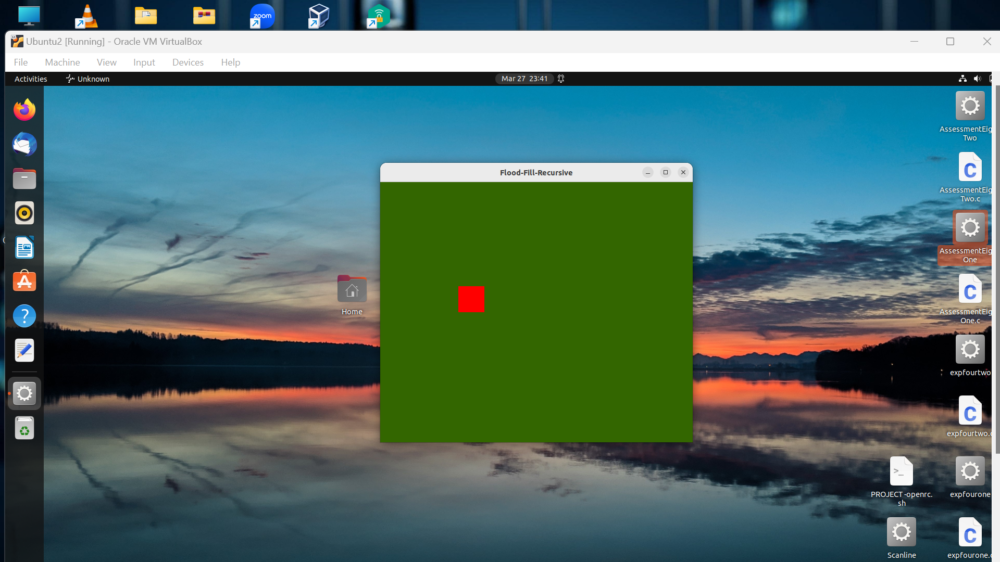 zoom
Ubuntu2 [Running] - Oracle VM VirtualBox
File Machine View Input Devices Help
Activities Unknown Mar 27 23:41
AssessmentEig
Two
Flood-Fill-Recursive
AssessmentEig
Two.c
AssessmentEig
One
Home
AssessmentEig
One.c
expfourtwo
expfourtwo.c
PROJECT-openrc.
sh
expfourone
Scanline
expfourone.c